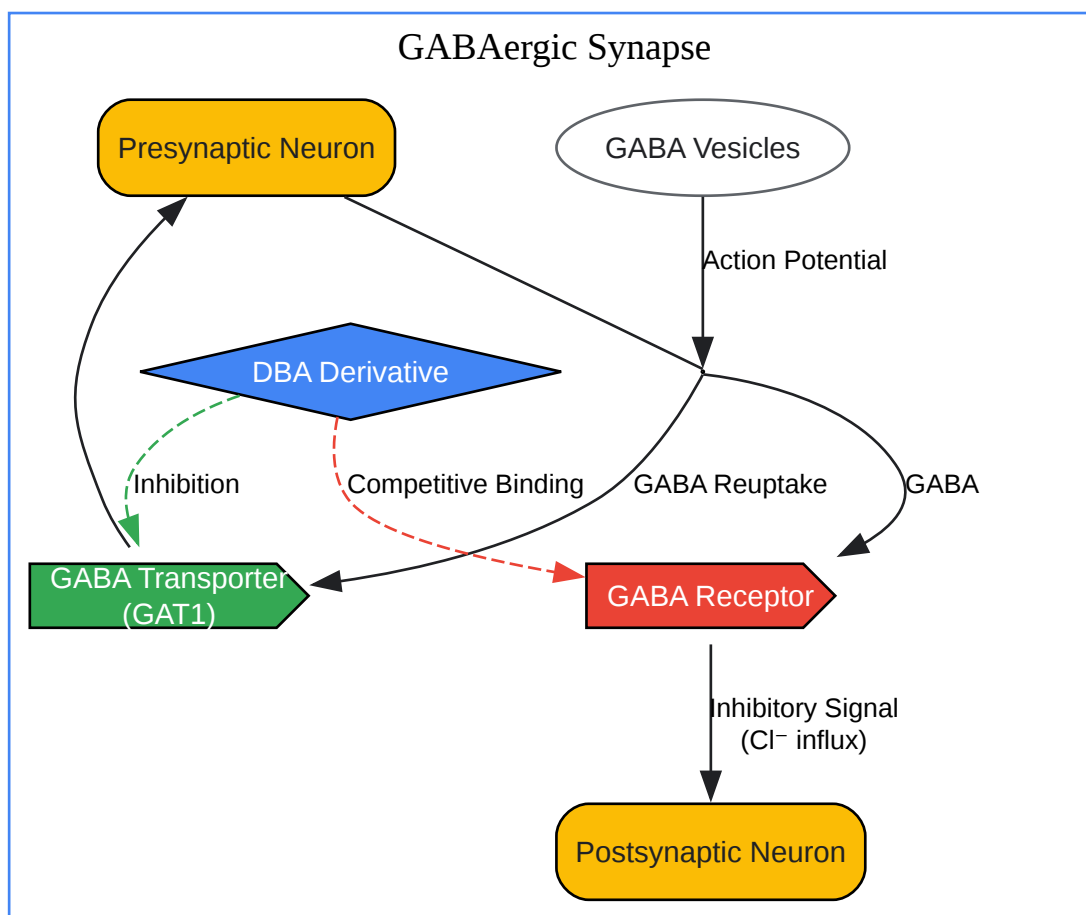 GABAergic Synapse
Presynaptic Neuron
GABA Vesicles
Action Potential
DBA Derivative
Inhibition
Competitive Binding
GABA Reuptake
GABA
GABA Transporter
(GAT1)
GABA Receptor
Inhibitory Signal
(Cl⁻ influx)
Postsynaptic Neuron